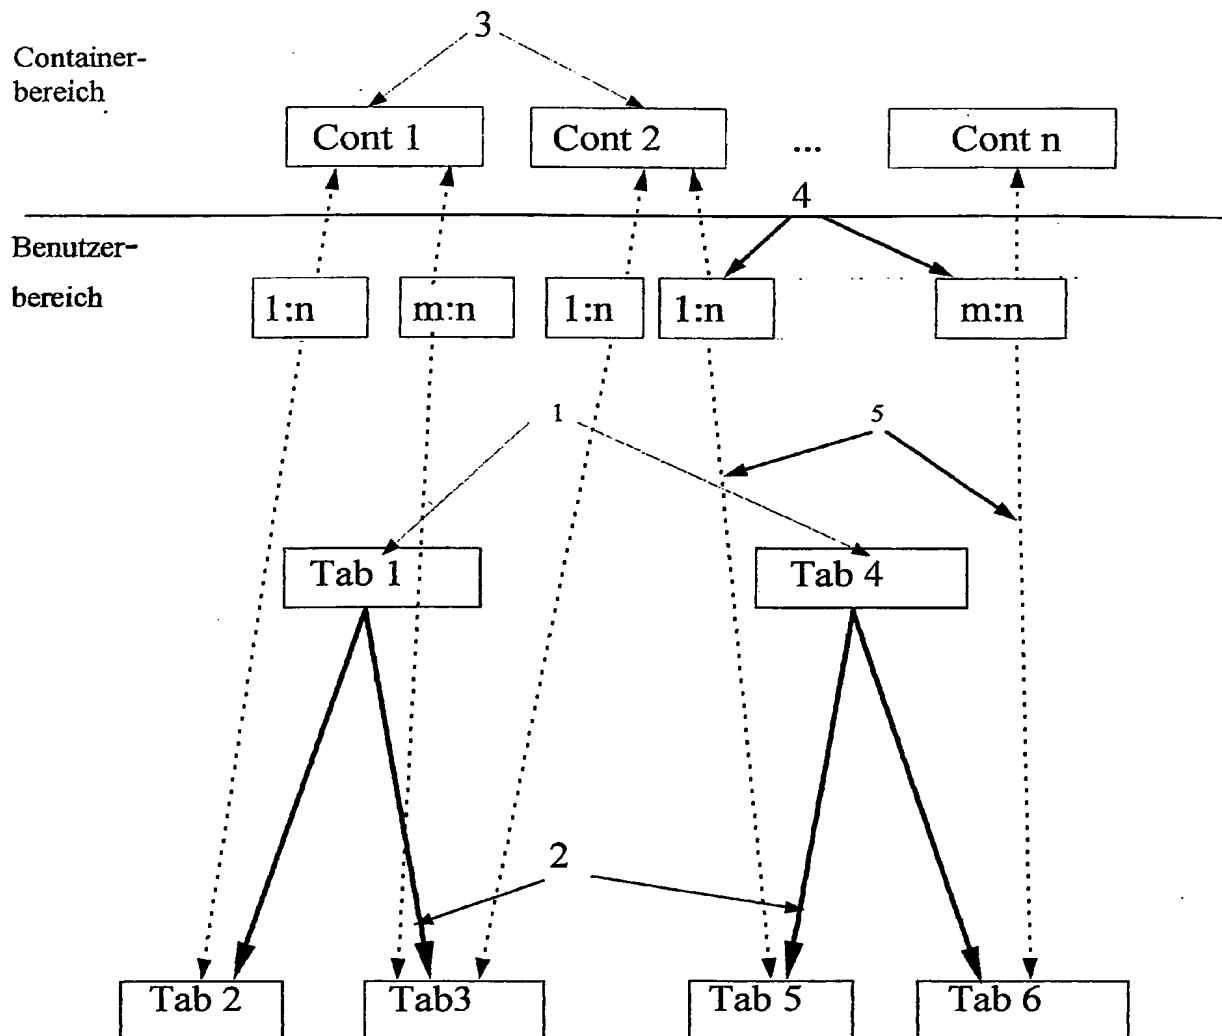 3
Container-
bereich
Cont 1
Cont 2
...
Cont n
4
Benutzer-
bereich
1:n
m:n
1:n
1:n
m:n
1
5
Tab 1
Tab 4
2
Tab 2
Tab3
Tab 5
Tab 6